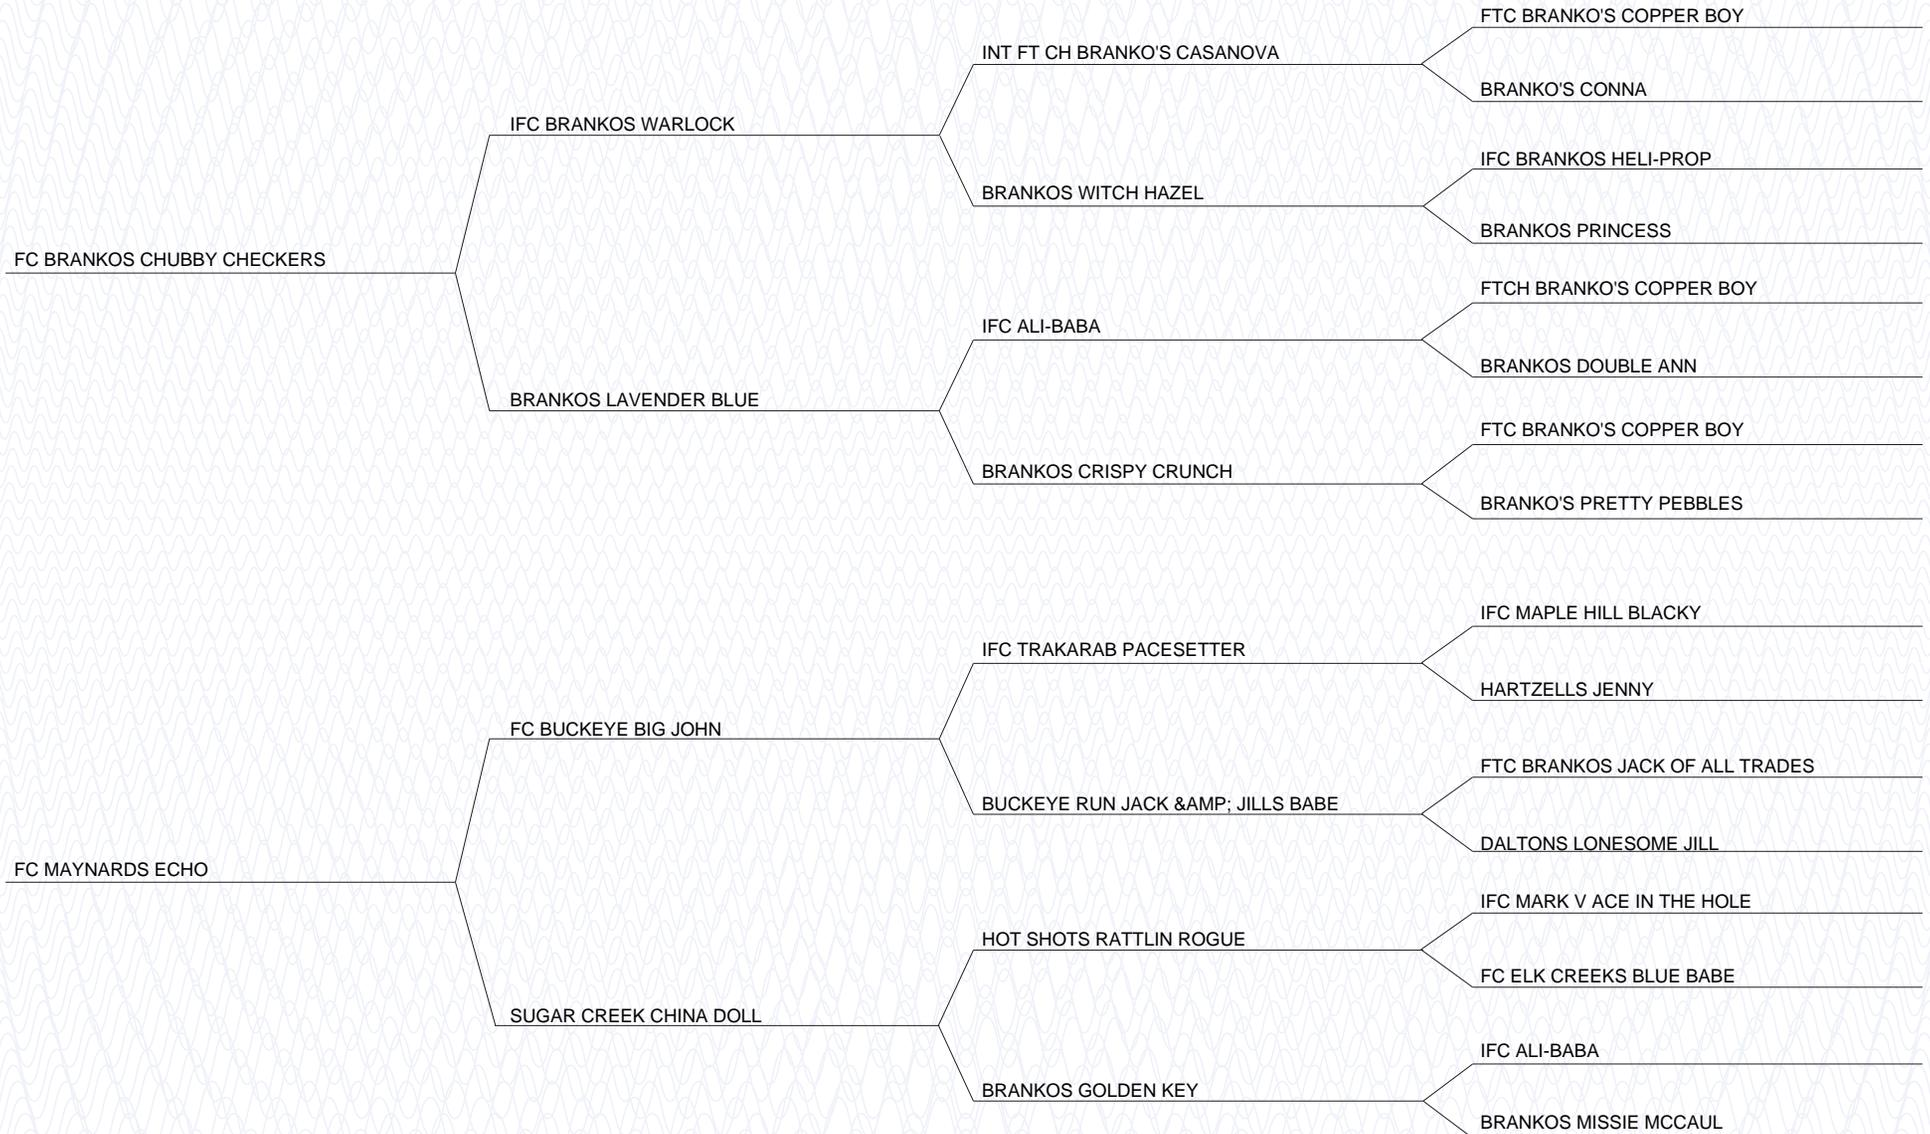 FTC BRANKO'S COPPER BOY
INT FT CH BRANKO'S CASANOVA
BRANKO'S CONNA
IFC BRANKOS WARLOCK
IFC BRANKOS HELI-PROP
BRANKOS WITCH HAZEL
BRANKOS PRINCESS
FC BRANKOS CHUBBY CHECKERS
FTCH BRANKO'S COPPER BOY
IFC ALI-BABA
BRANKOS DOUBLE ANN
BRANKOS LAVENDER BLUE
FTC BRANKO'S COPPER BOY
BRANKOS CRISPY CRUNCH
BRANKO'S PRETTY PEBBLES
IFC MAPLE HILL BLACKY
IFC TRAKARAB PACESETTER
HARTZELLS JENNY
FC BUCKEYE BIG JOHN
FTC BRANKOS JACK OF ALL TRADES
BUCKEYE RUN JACK &AMP; JILLS BABE
DALTONS LONESOME JILL
FC MAYNARDS ECHO
IFC MARK V ACE IN THE HOLE
HOT SHOTS RATTLIN ROGUE
FC ELK CREEKS BLUE BABE
SUGAR CREEK CHINA DOLL
IFC ALI-BABA
BRANKOS GOLDEN KEY
BRANKOS MISSIE MCCAUL